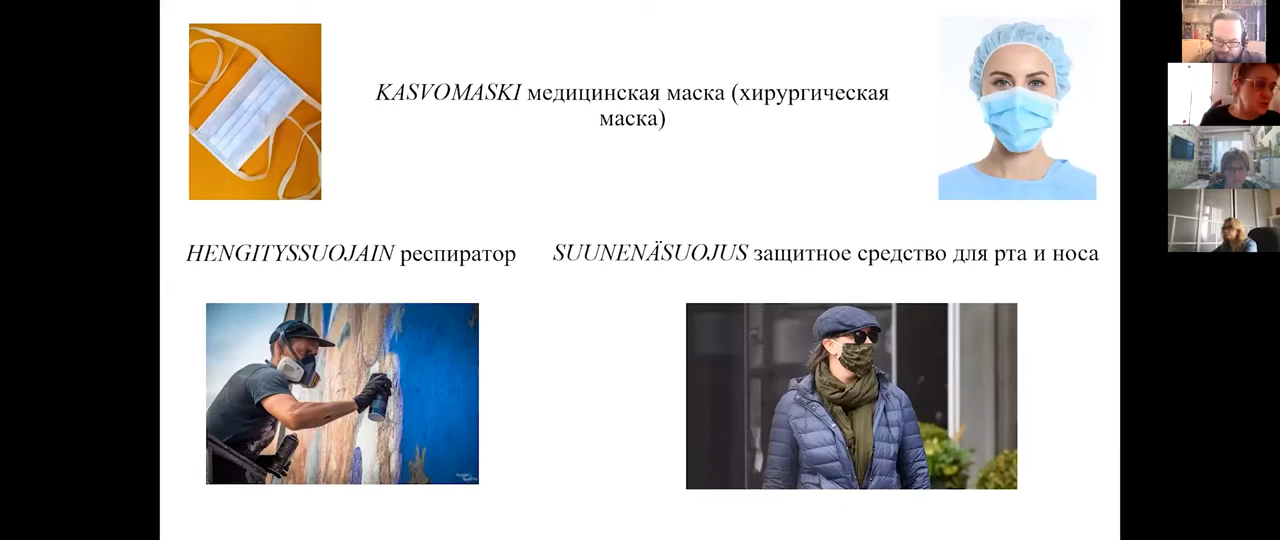 KASVOMASKI медицинская маска (хирургическая
маска)
HENGITYSSUOJAIN респиратор
SUUNENÄSUOJUS защитное средство для рта и носа